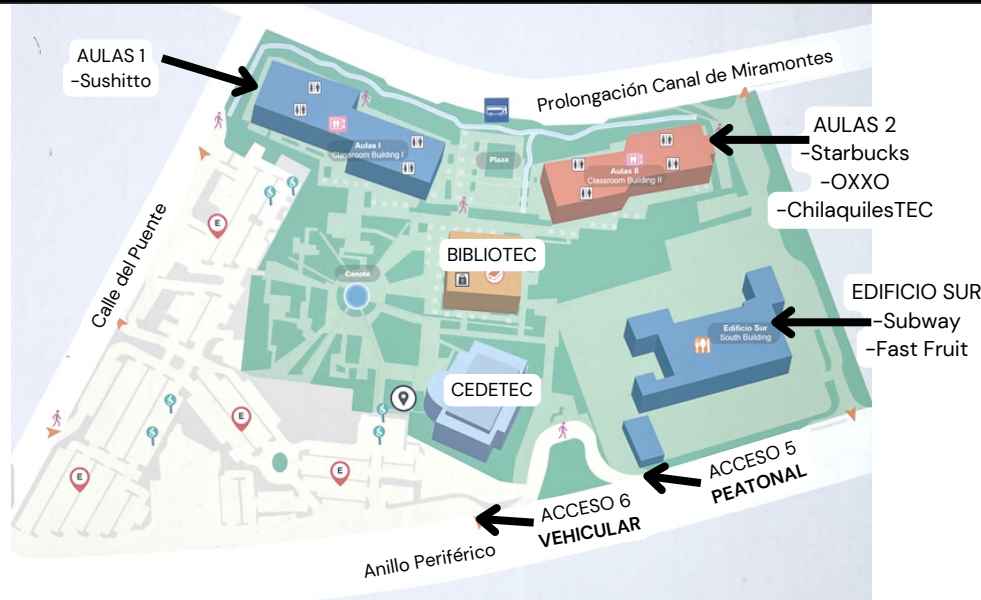 AULAS 1
-Sushitto
Prolongación Canal de Miramontes
AULAS 2
-Starbucks
-OXXO
-ChilaquilesTEC
Aulas I
Classroom Building I
Plaza
Aulas II
Classroom Building II
Calle del Puente
E
BIBLIOTEC
Cenote
EDIFICIO SUR
-Subway
-Fast Fruit
Edificio Sur
South Building
CEDETEC
E
E
E
ACCESO 5
PEATONAL
ACCESO 6
VEHICULAR
Anillo Periférico